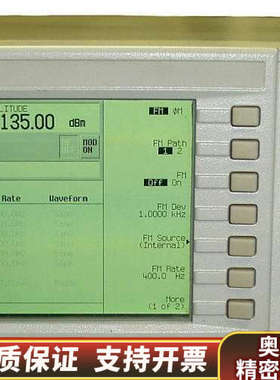 LITUDE
135.00 dBm
MOD
ON
Rate Waveform
FM ΦM
FM Path
1 2
FM
Off On
FM Dev
1.0000 kHz
FM Source
(Internal)
FM Rate
400.0 Hz
More
(1 of 2)
质保证 支持开票
奥
精密